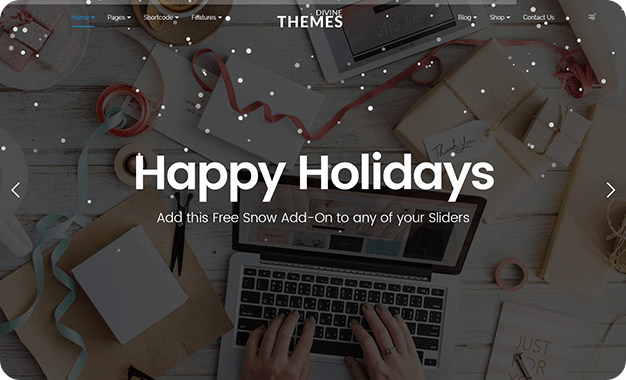 Home Pages Shortcode Features
DIVINE
THEMES
Blog Shop Contact Us
Thank You
Happy Holidays
Add this Free Snow Add-On to any of your Sliders
JUST
FOR
YOU